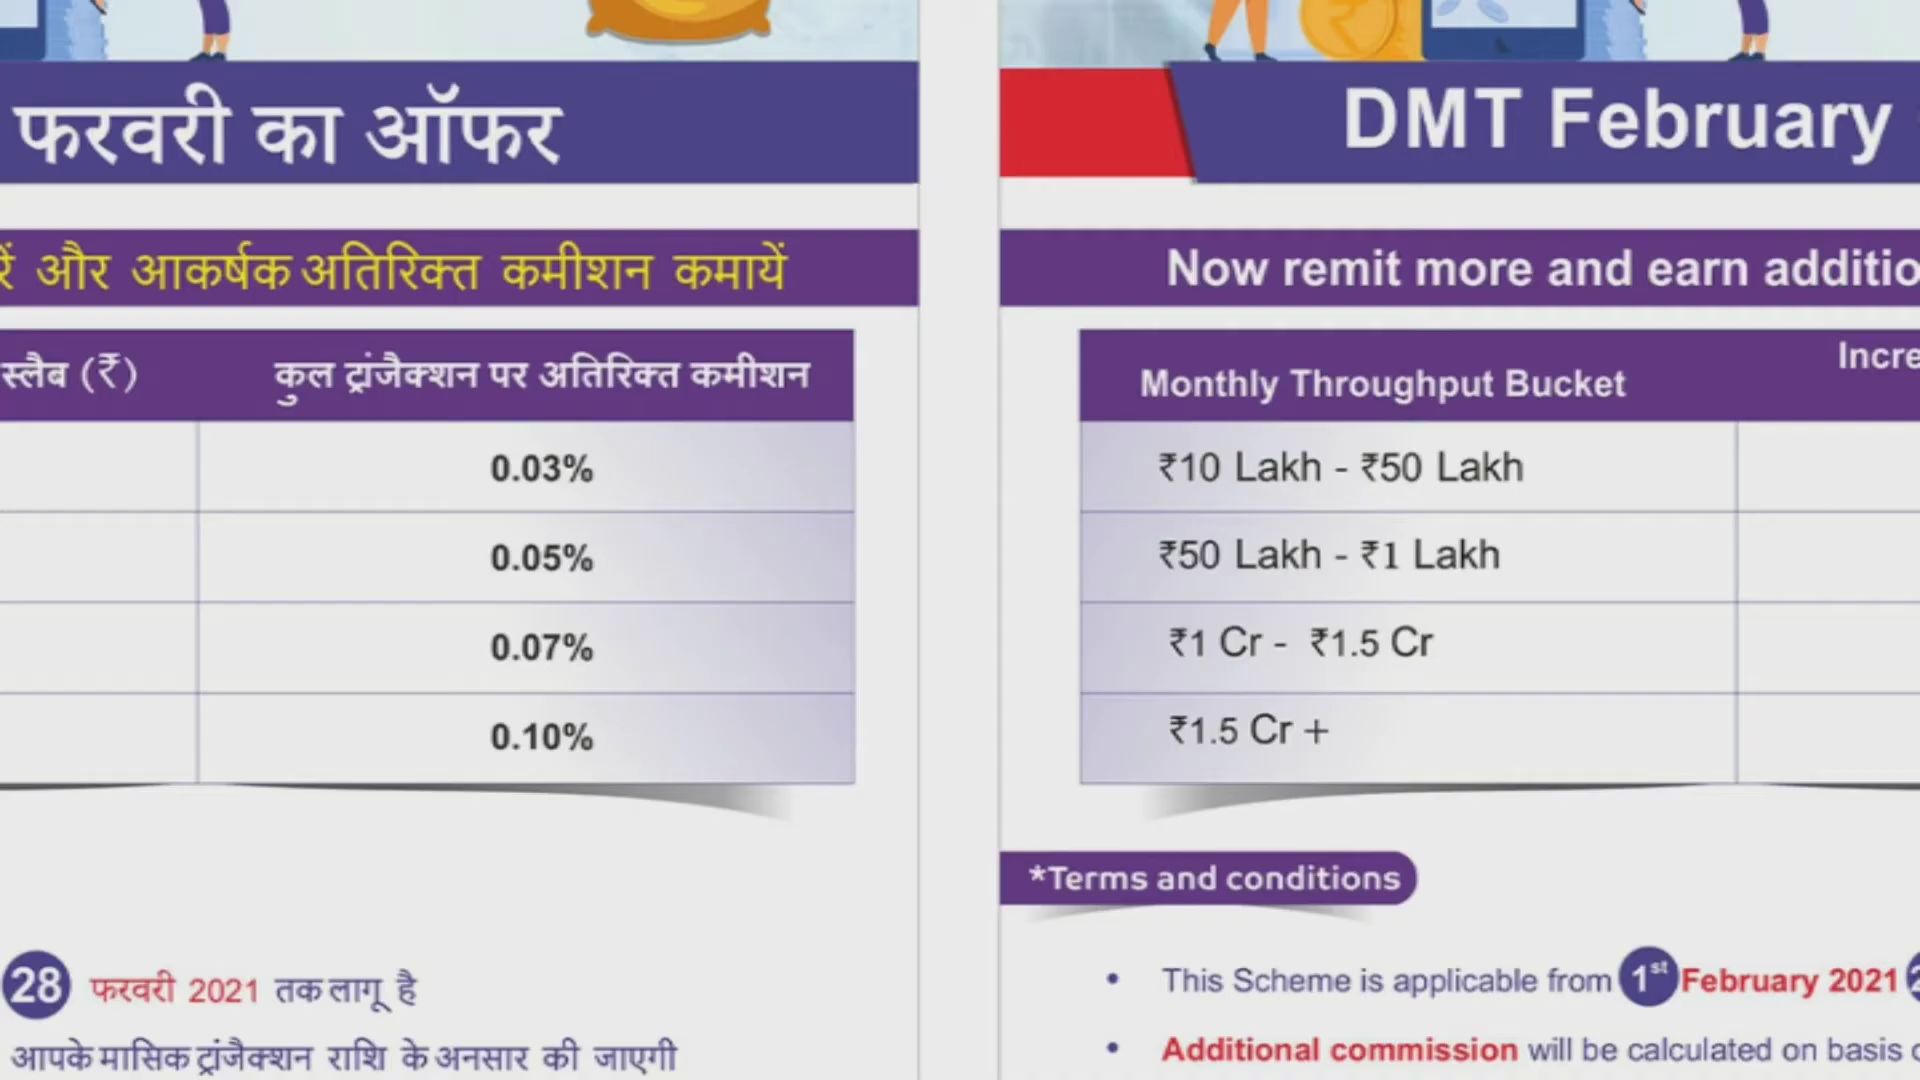 फरवरी का ऑफर
और आकर्षक अतिरिक्त कमीशन कमायें
स्लैब (₹) कुल ट्रांजेक्शन पर अतिरिक्त कमीशन
0.03%
0.05%
0.07%
0.10%
28 फरवरी 2021 तक लागू है
आपके मासिक ट्रांजैक्शन राशि के अनसार की जाएगी
DMT February
Now remit more and earn additio
Monthly Throughput Bucket Incre
₹10 Lakh - ₹50 Lakh
₹50 Lakh - ₹1 Lakh
₹1 Cr - ₹1.5 Cr
₹1.5 Cr +
*Terms and conditions
• This Scheme is applicable from 1st February 2021
• Additional commission will be calculated on basis